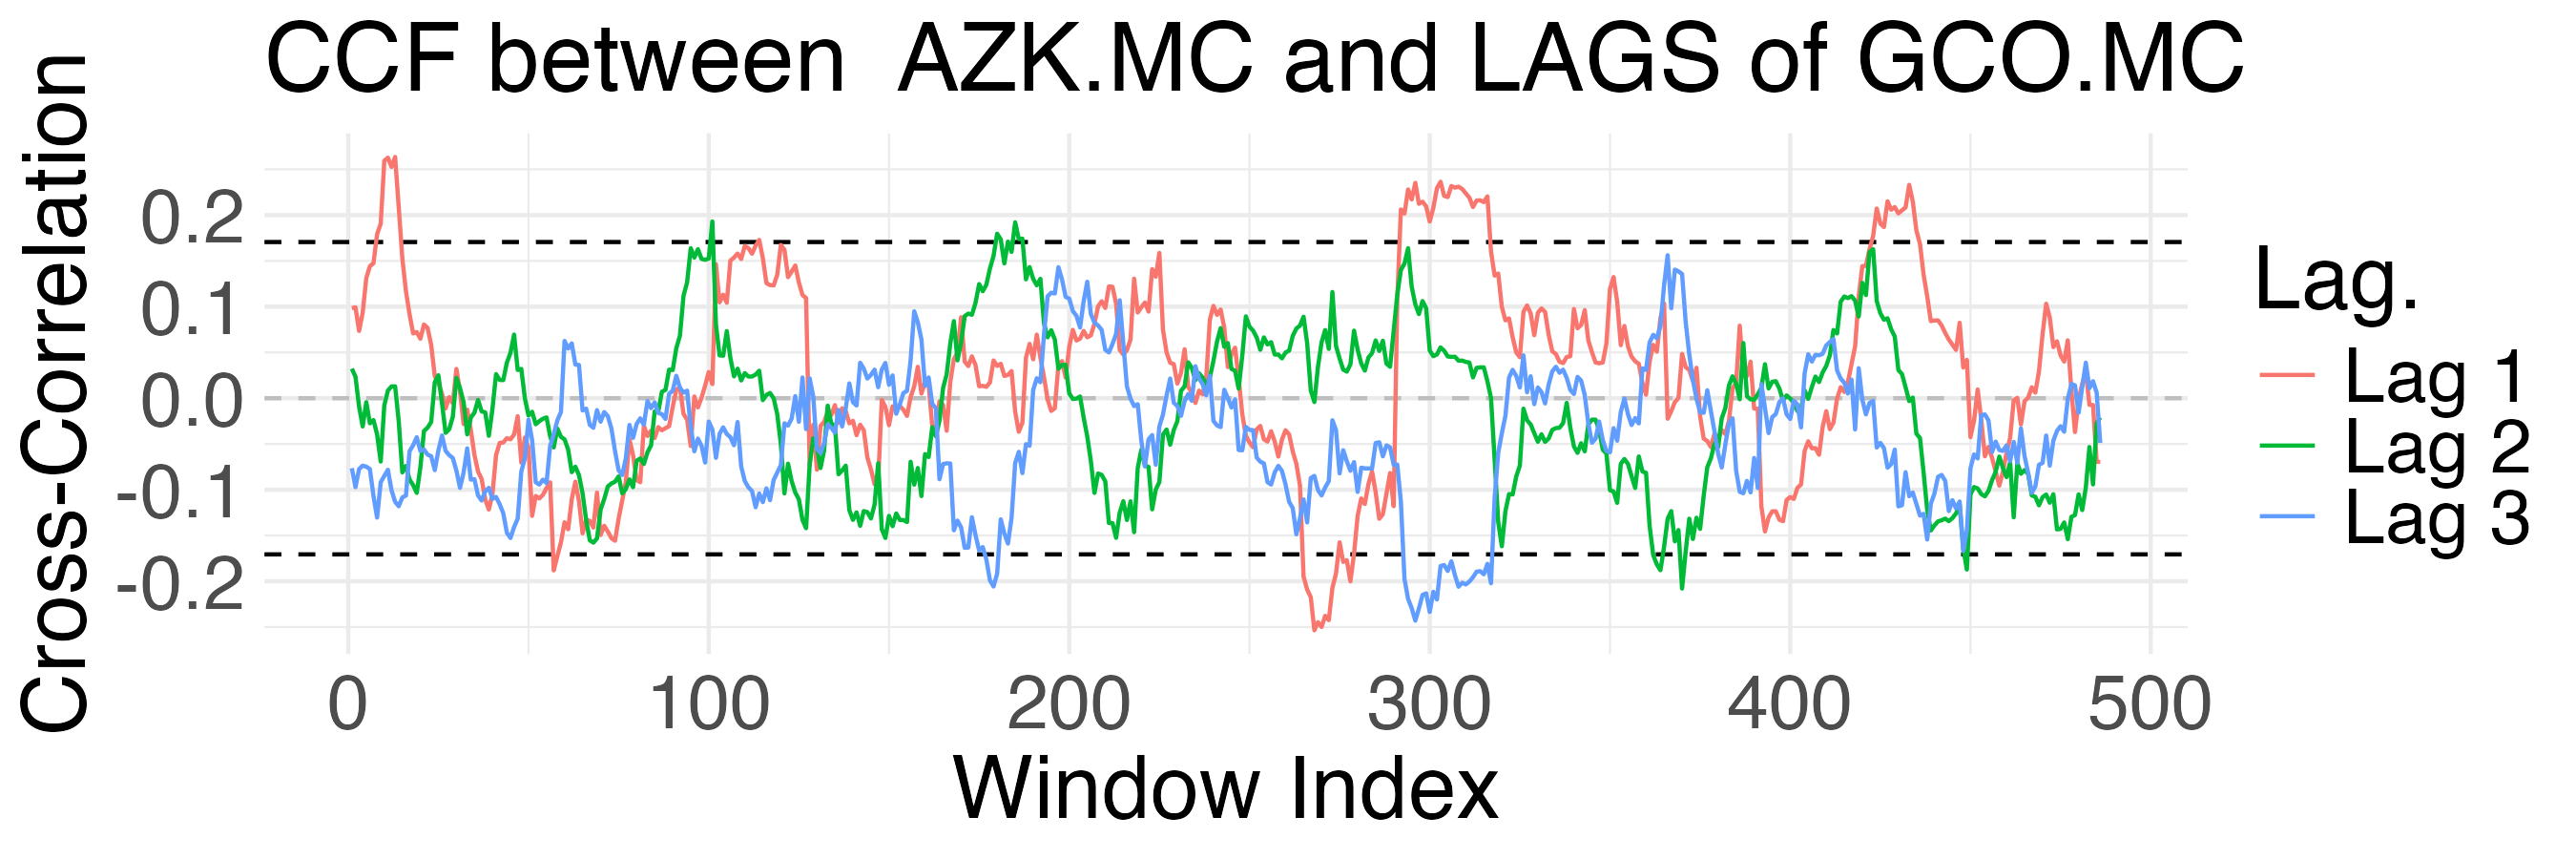 CCF between  AZK.MC and LAGS of GCO.MC
Cross-Correlation
0.2
0.1
0.0
-0.1
-0.2
0 100 200 300 400 500
Window Index
Lag.
Lag 1
Lag 2
Lag 3